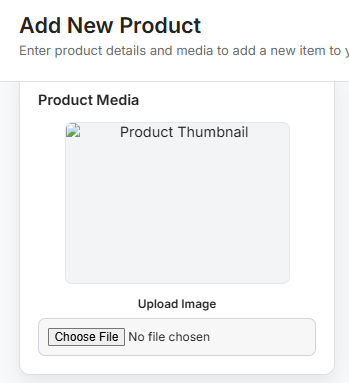 Add New Product
Enter product details and media to add a new item to
Product Media
Product Thumbnail
Upload Image
Choose File No file chosen